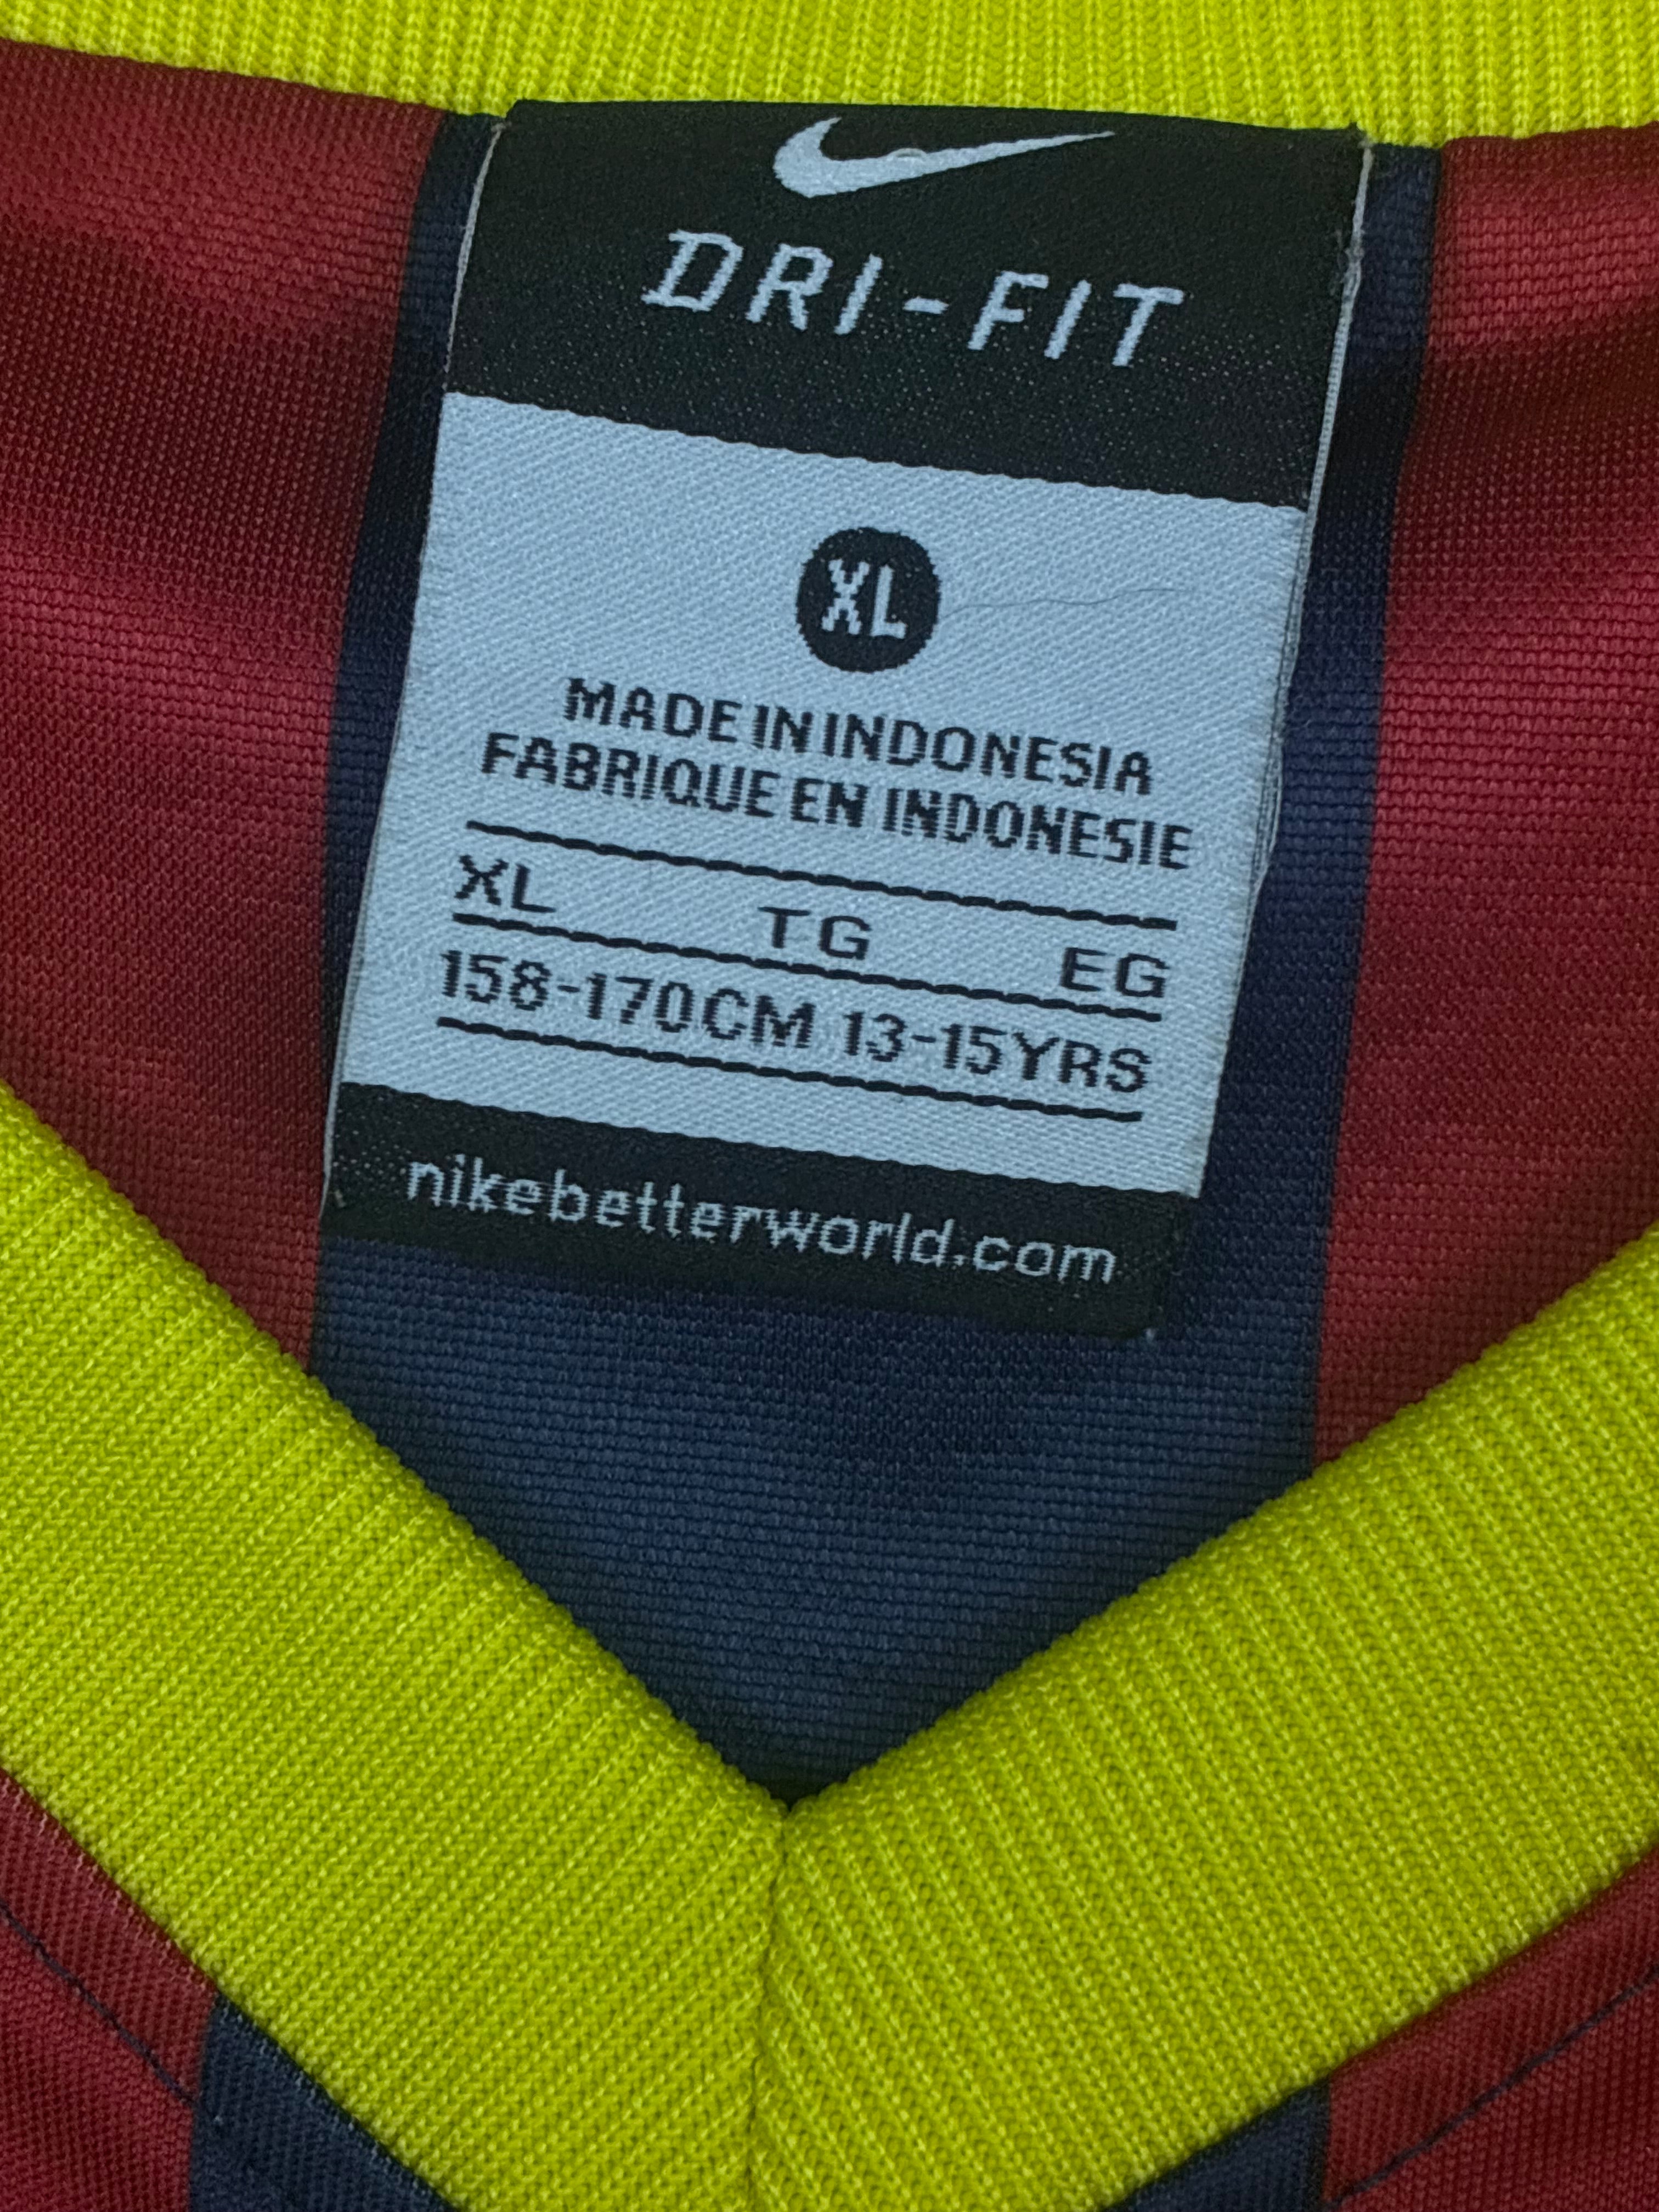 DRI-FIT
XL
MADE IN INDONESIA
FABRIQUE EN INDONESIE
XL TG EG
158-170CM 13-15YRS
nikebetterworld.com